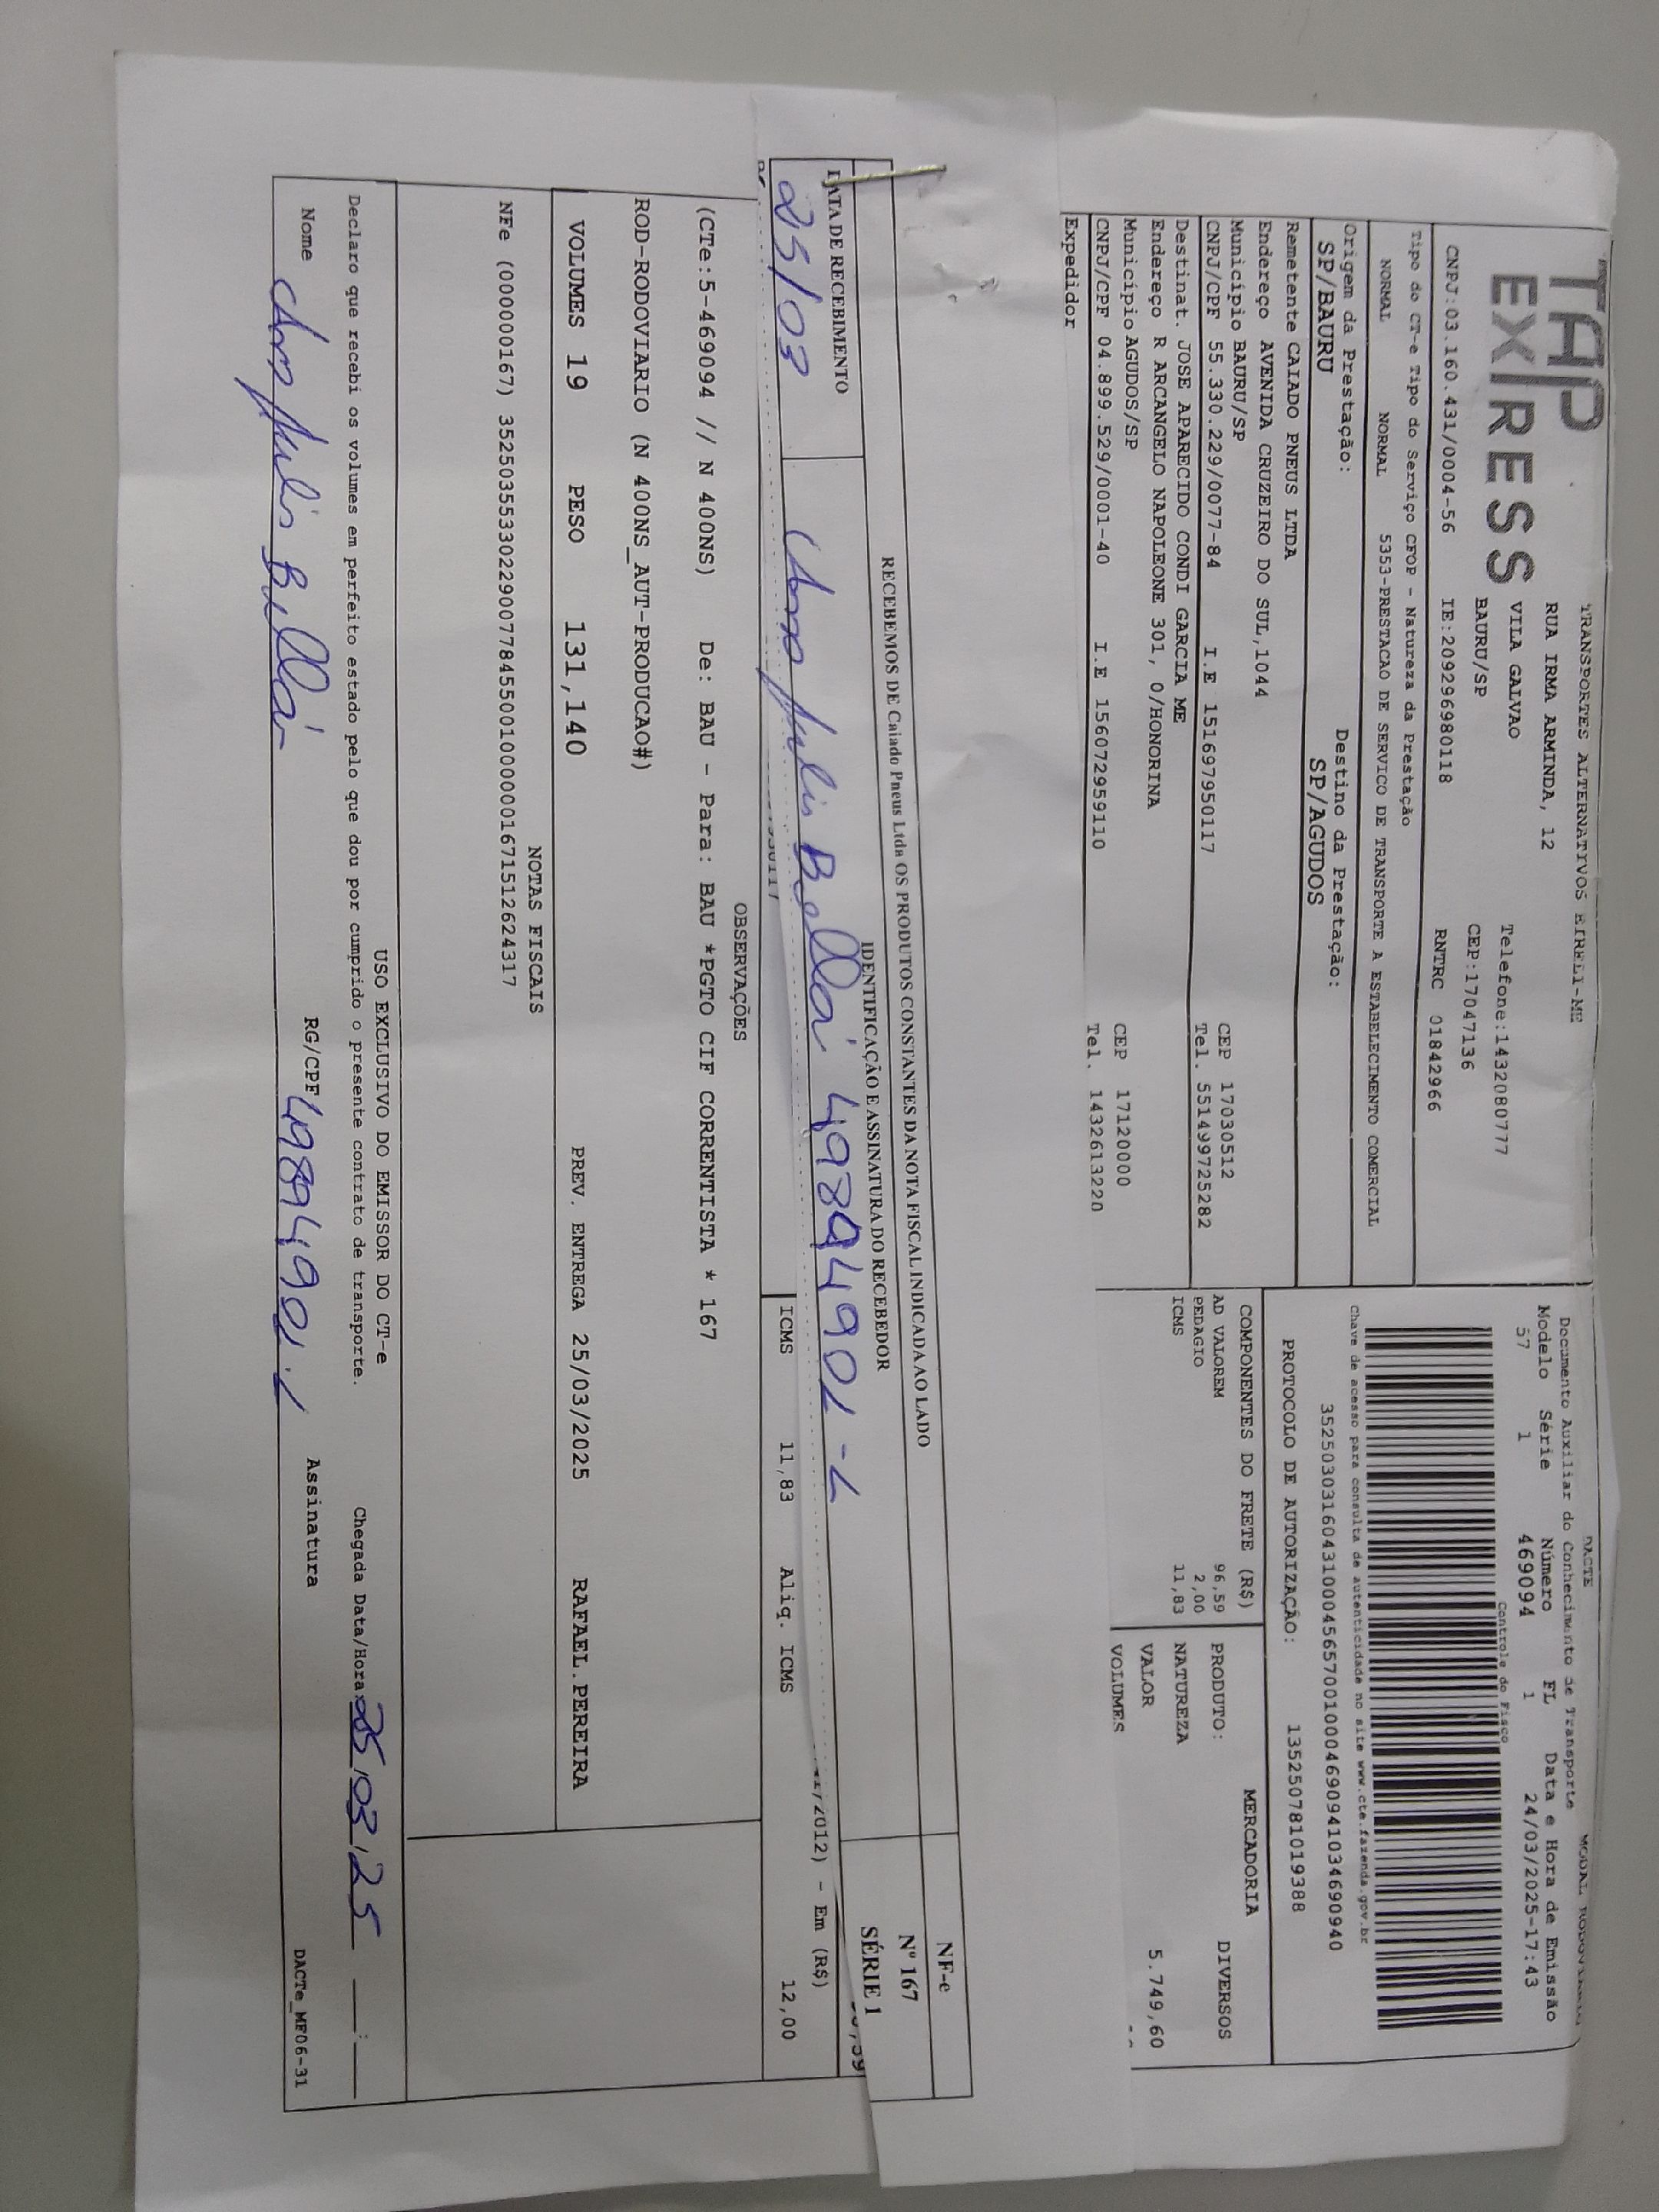 TAP
EXPRESS
TRANSPORTES ALTERNATIVOS EIRELI-ME
RUA IRMA ARMINDA, 12
VILA GALVAO
Telefone:1432080777
BAURU/SP
CEP:17047136
CNPJ:03.160.431/0004-56 IE:209296980118 RNTRC 01842966
Tipo do CT-e Tipo do Serviço CFOP - Natureza da Prestação
NORMAL NORMAL 5353-PRESTACAO DE SERVICO DE TRANSPORTE A ESTABELECIMENTO COMERCIAL
Origem da Prestação: Destino da Prestação:
SP/BAURU SP/AGUDOS
Remetente CAIADO PNEUS LTDA
Endereço AVENIDA CRUZEIRO DO SUL,1044
Município BAURU/SP CEP 17030512
CNPJ/CPF 55.330.229/0077-84 I.E 151697950117 Tel. 551499725282
Destinat. JOSE APARECIDO CONDI GARCIA ME
Endereço R ARCANGELO NAPOLEONE 301, 0/HONORINA
Município AGUDOS/SP CEP 17120000
CNPJ/CPF 04.899.529/0001-40 I.E 156072959110 Tel. 1432613220
Expedidor
DACTE
Documento Auxiliar do Conhecimento de Transporte
MODAL
Modelo Série Número FL Data e Hora de Emissão
57 1 469094 1 24/03/2025-17:43
Controle do Fisco
Chave de acesso para consulta de autenticidade no site www.cte.fazenda.gov.br
35250303160431000456570010004690941034690940
PROTOCOLO DE AUTORIZAÇÃO: 135250781019388
COMPONENTES DO FRETE (R$)
AD VALOREM 96,59
PEDAGIO 2,00
ICMS 11,83
MERCADORIA
PRODUTO: DIVERSOS
NATUREZA
VALOR 5.749,60
VOLUMES
RECEBEMOS DE Caiado Pneus Ltda OS PRODUTOS CONSTANTES DA NOTA FISCAL INDICADA AO LADO
NF-e
Nº 167
SÉRIE 1
DATA DE RECEBIMENTO IDENTIFICAÇÃO E ASSINATURA DO RECEBEDOR
25/03
2012) - Em (R$)
ICMS 11,83 Aliq. ICMS 12,00
OBSERVAÇÕES
(CTe:5-469094 // N 400NS) De: BAU - Para: BAU *PGTO CIF CORRENTISTA * 167
ROD-RODOVIARIO (N 400NS_AUT-PRODUCAO#)
VOLUMES 19 PESO 131,140 PREV. ENTREGA 25/03/2025 RAFAEL.PEREIRA
NOTAS FISCAIS
NFe (000000167) 35250355330229007784550010000001671512624317
USO EXCLUSIVO DO EMISSOR DO CT-e
Declaro que recebi os volumes em perfeito estado pelo que dou por cumprido o presente contrato de transporte. Chegada Data/Hora: 25/03/25
Nome RG/CPF Assinatura
DACTe_MF06-31